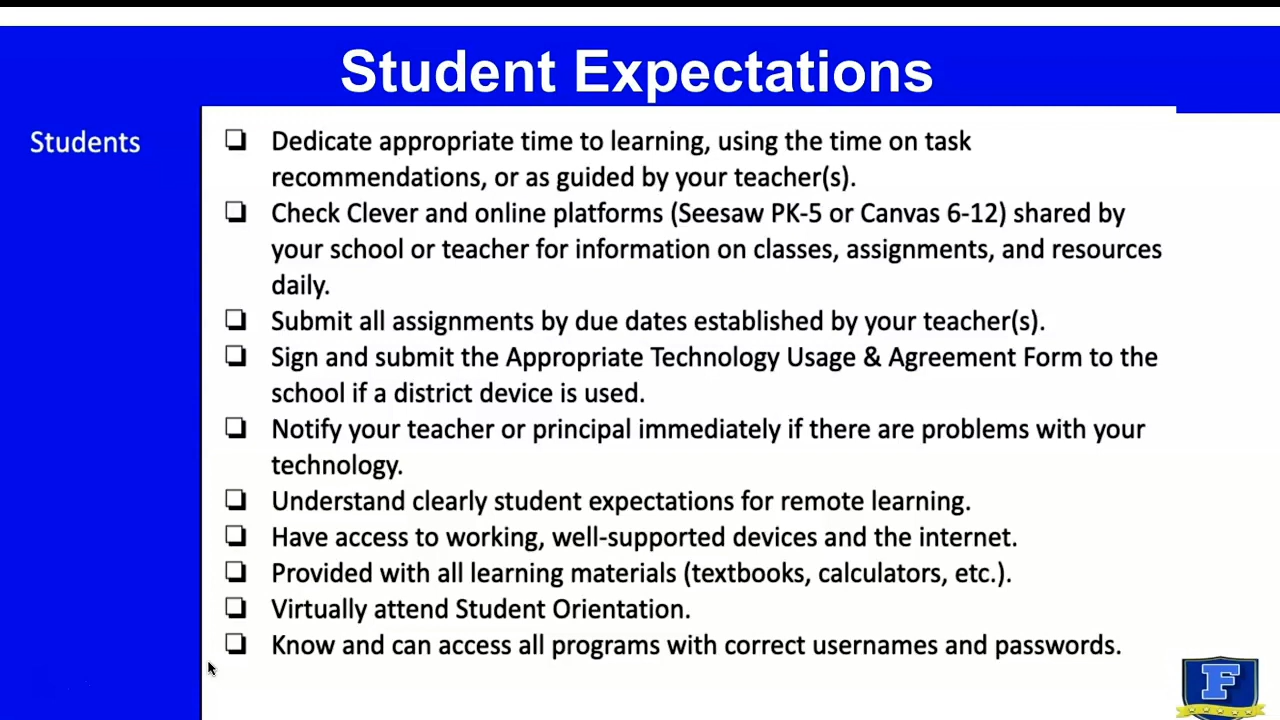 Student Expectations
Students
❏ Dedicate appropriate time to learning, using the time on task
recommendations, or as guided by your teacher(s).
❏ Check Clever and online platforms (Seesaw PK-5 or Canvas 6-12) shared by
your school or teacher for information on classes, assignments, and resources
daily.
❏ Submit all assignments by due dates established by your teacher(s).
❏ Sign and submit the Appropriate Technology Usage & Agreement Form to the
school if a district device is used.
❏ Notify your teacher or principal immediately if there are problems with your
technology.
❏ Understand clearly student expectations for remote learning.
❏ Have access to working, well-supported devices and the internet.
❏ Provided with all learning materials (textbooks, calculators, etc.).
❏ Virtually attend Student Orientation.
❏ Know and can access all programs with correct usernames and passwords.
F